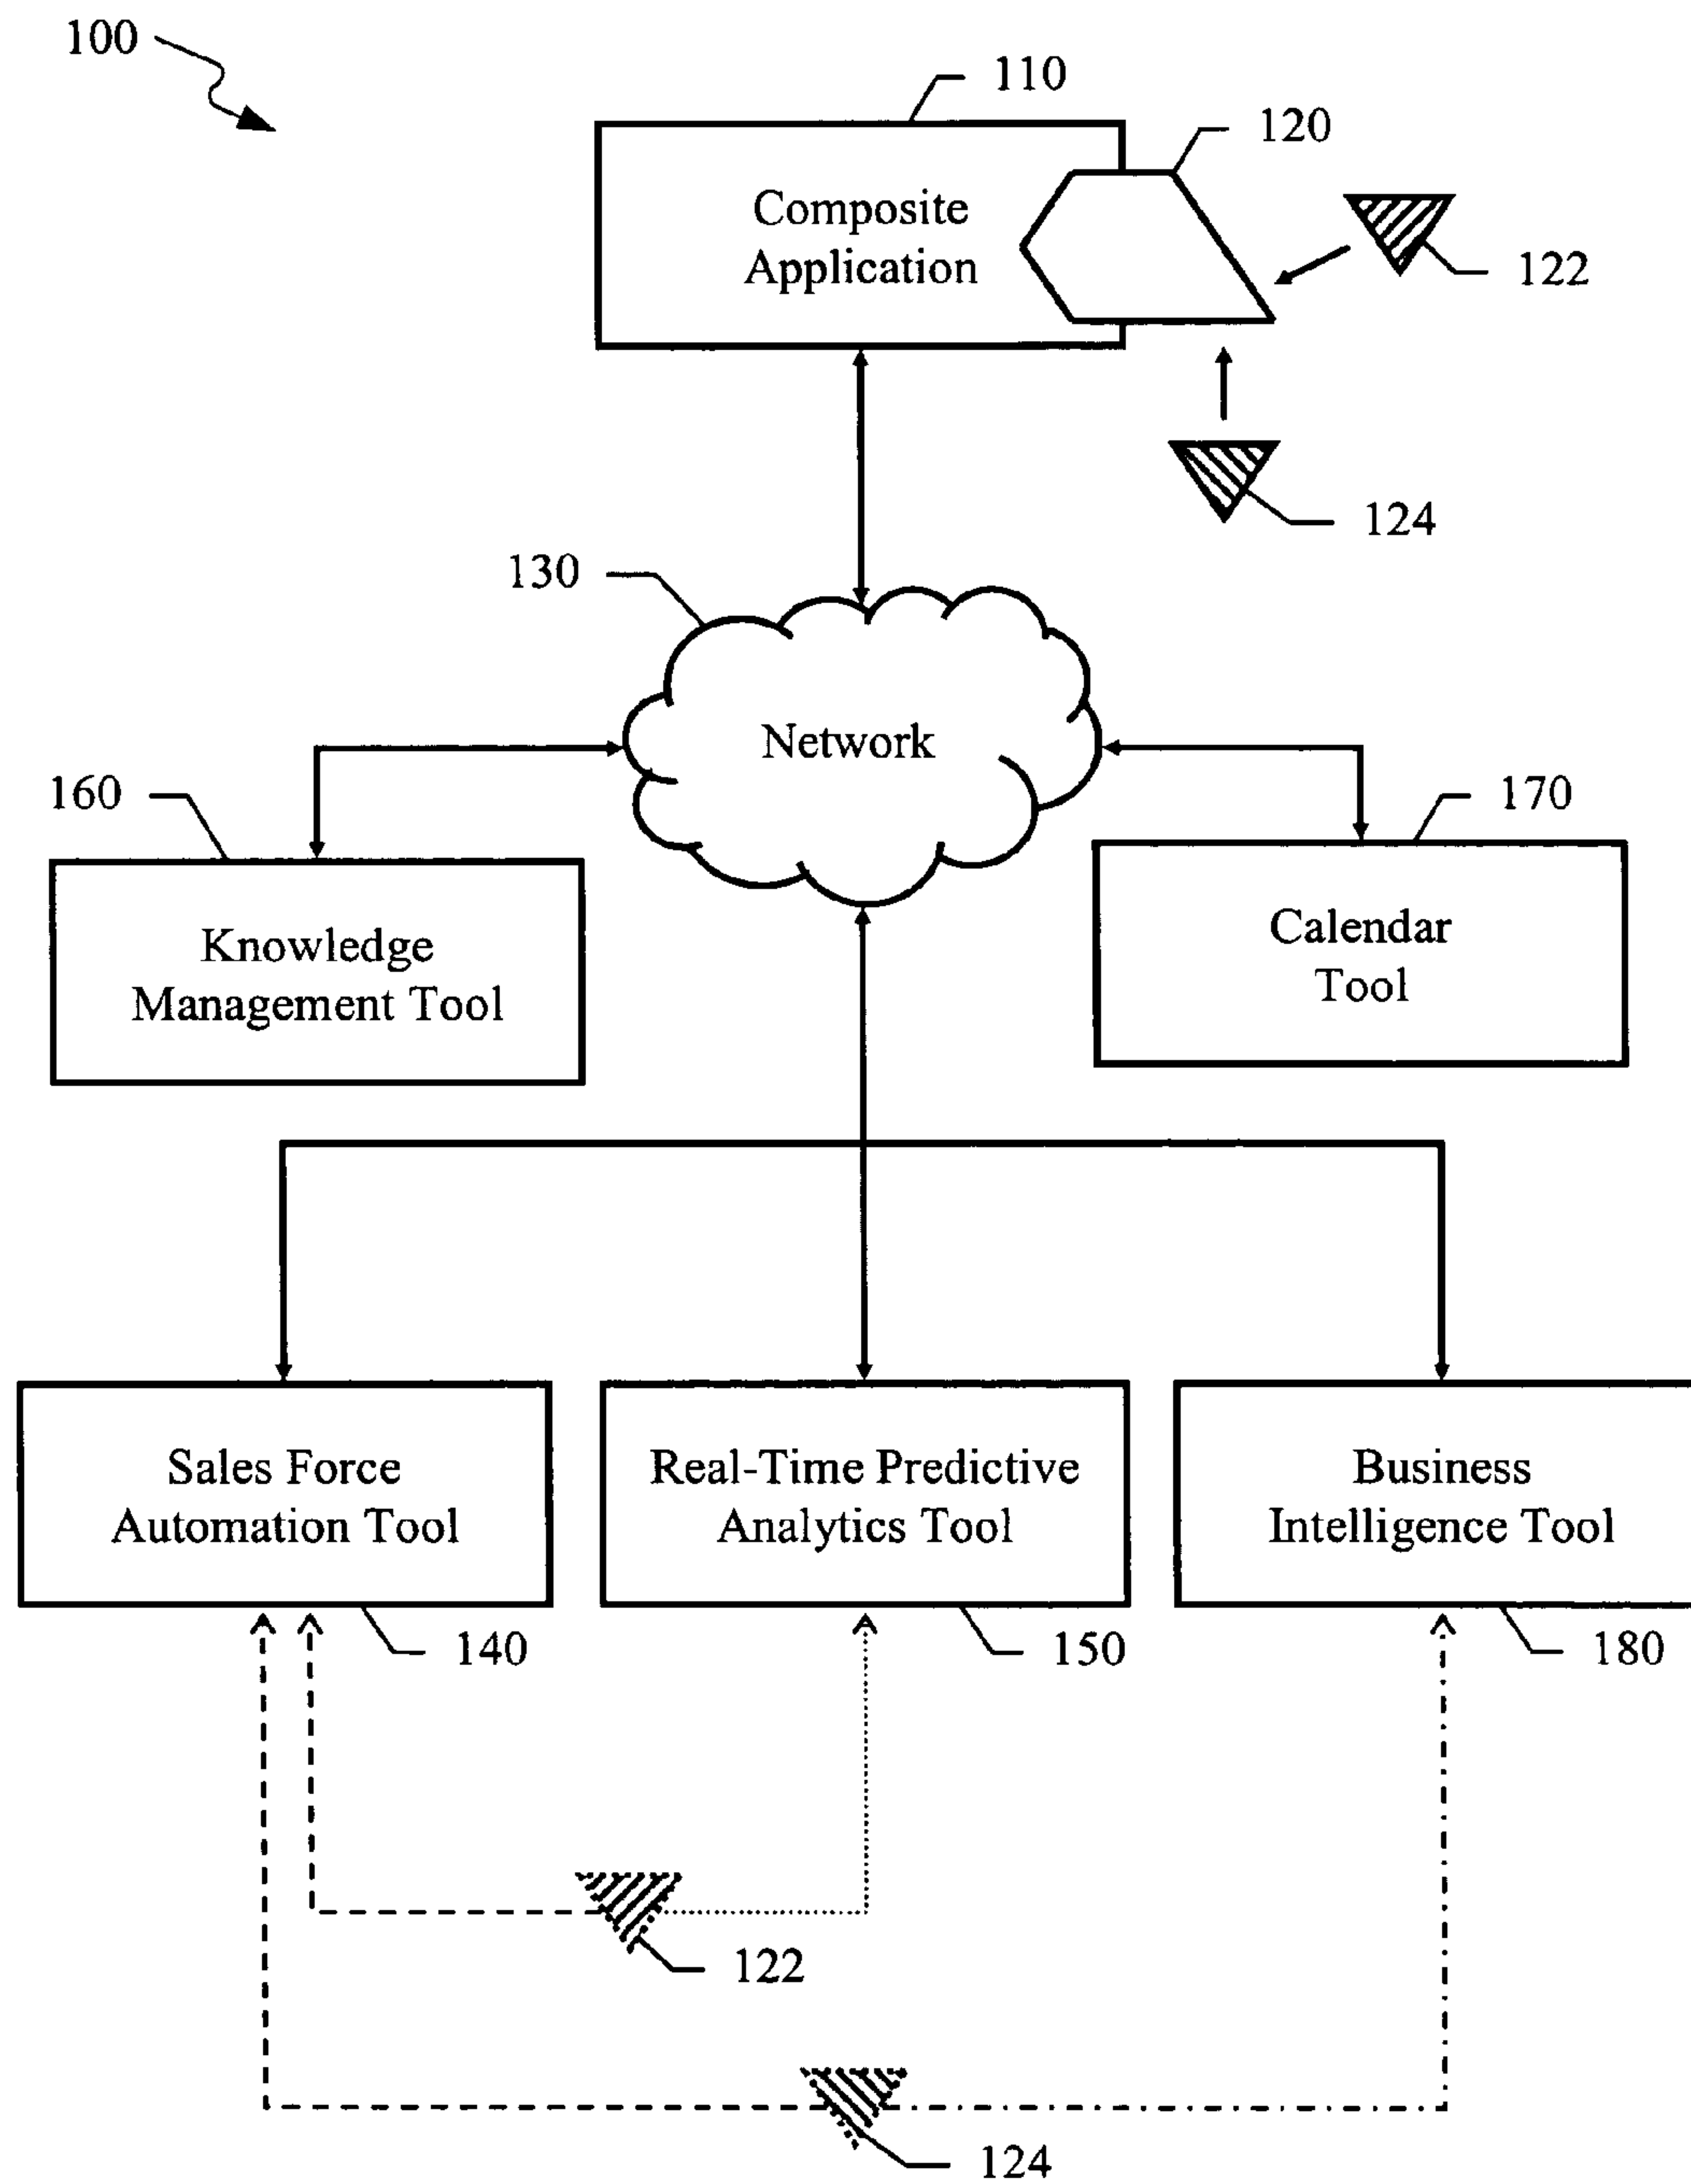 100
110
120
Composite
Application
122
124
130
Network
160
170
Knowledge
Management Tool
Calendar
Tool
Sales Force
Automation Tool
Real-Time Predictive
Analytics Tool
Business
Intelligence Tool
140
150
180
122
124